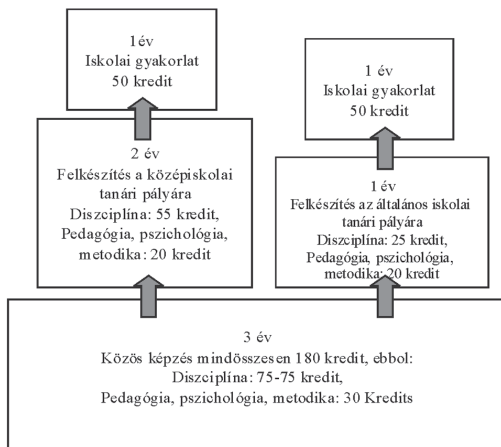 1 év
Iskolai gyakorlat
50 kredit
1 év
Iskolai gyakorlat
50 kredit
2 év
Felkészítés a középiskolai
tanári pályára
Diszciplína: 55 kredit,
Pedagógia, pszichológia,
metodika: 20 kredit
1 év
Felkészítés az általános iskolai
tanári pályára
Diszciplína: 25 kredit,
Pedagógia, pszichológia,
metodika: 20 kredit
3 év
Közös képzés mindösszesen 180 kredit, ebbol:
Diszciplína: 75-75 kredit,
Pedagógia, pszichológia, metodika: 30 Kredits